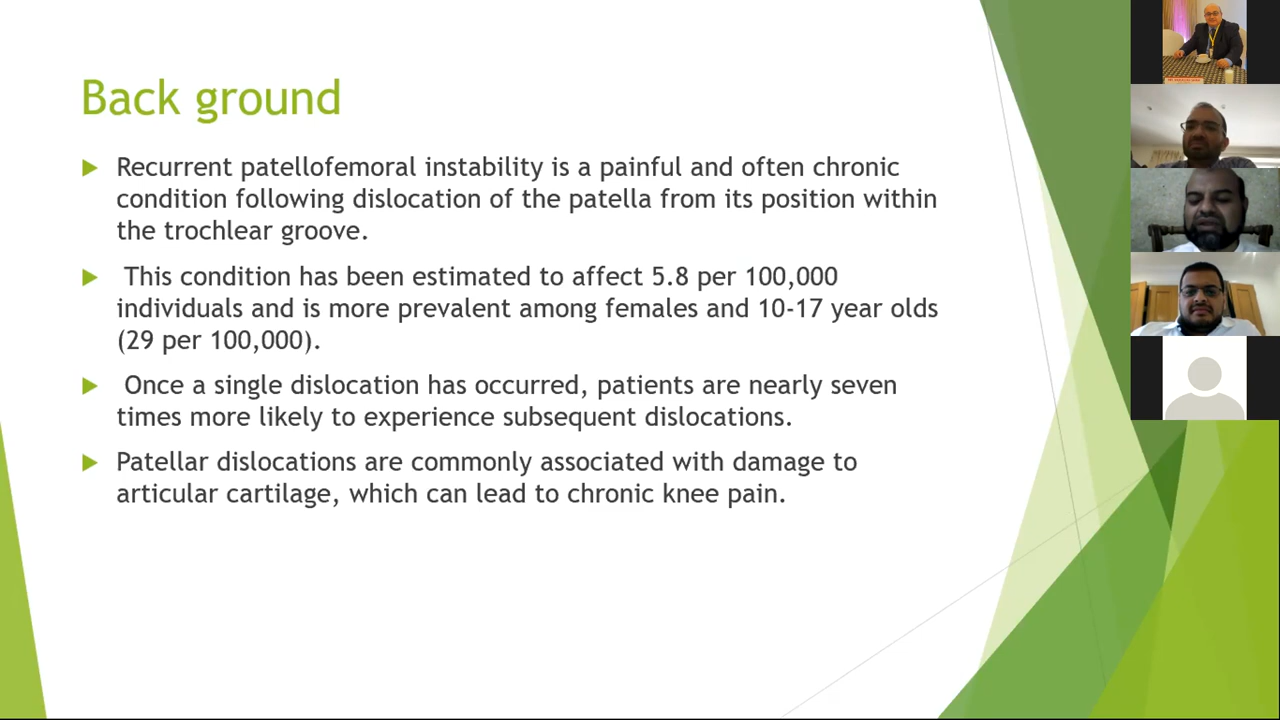 Back ground
Recurrent patellofemoral instability is a painful and often chronic
condition following dislocation of the patella from its position within
the trochlear groove.
This condition has been estimated to affect 5.8 per 100,000
individuals and is more prevalent among females and 10-17 year olds
(29 per 100,000).
Once a single dislocation has occurred, patients are nearly seven
times more likely to experience subsequent dislocations.
Patellar dislocations are commonly associated with damage to
articular cartilage, which can lead to chronic knee pain.